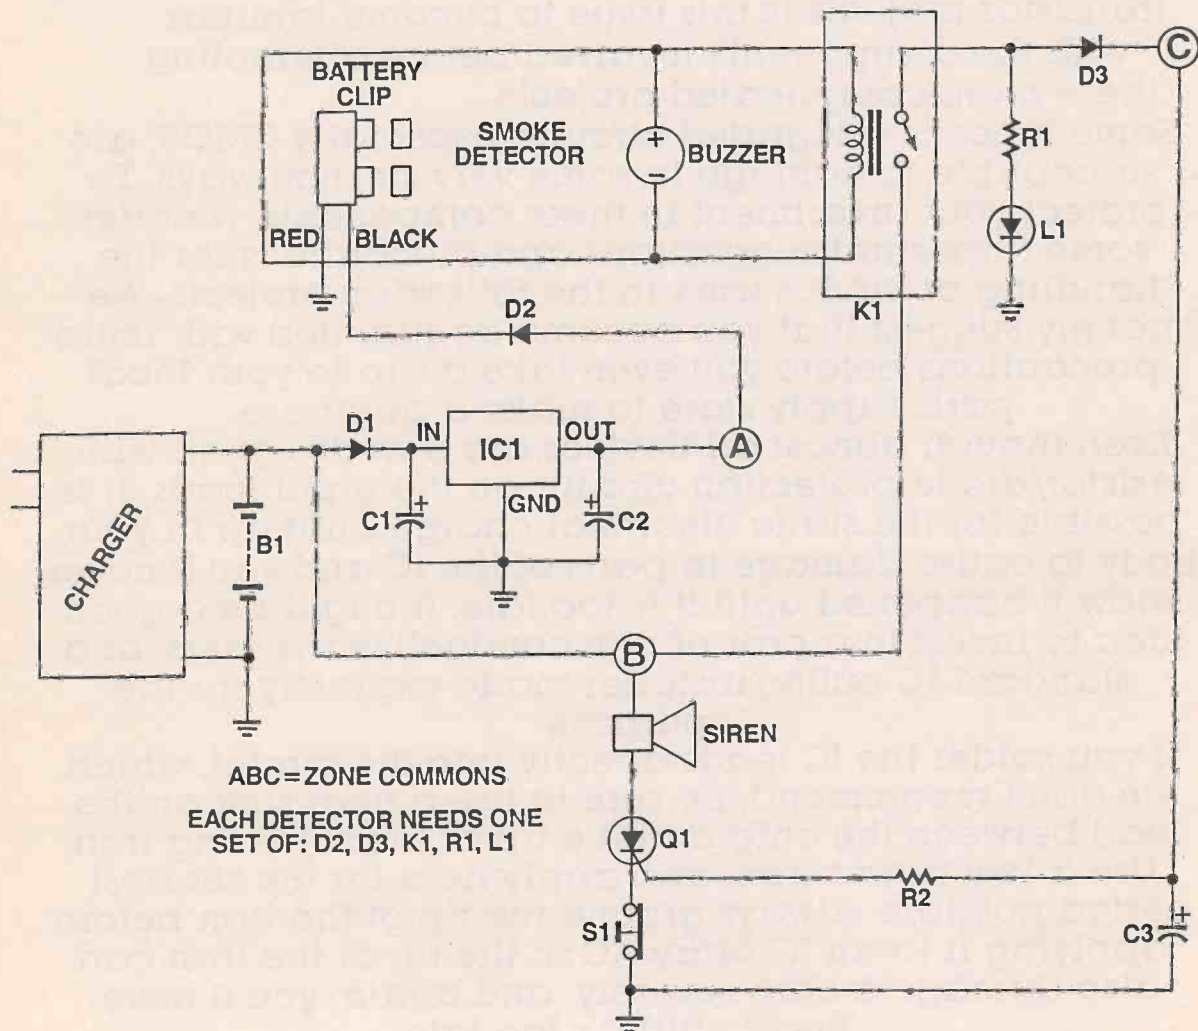 C
D3
BATTERY
CLIP
SMOKE
DETECTOR
+
BUZZER
−
R1
RED
BLACK
L1
K1
D2
D1
IN
IC1
OUT
A
GND
+
C1
+
C2
B1
CHARGER
B
SIREN
ABC=ZONE COMMONS
EACH DETECTOR NEEDS ONE
SET OF: D2, D3, K1, R1, L1
Q1
R2
S1
+
C3